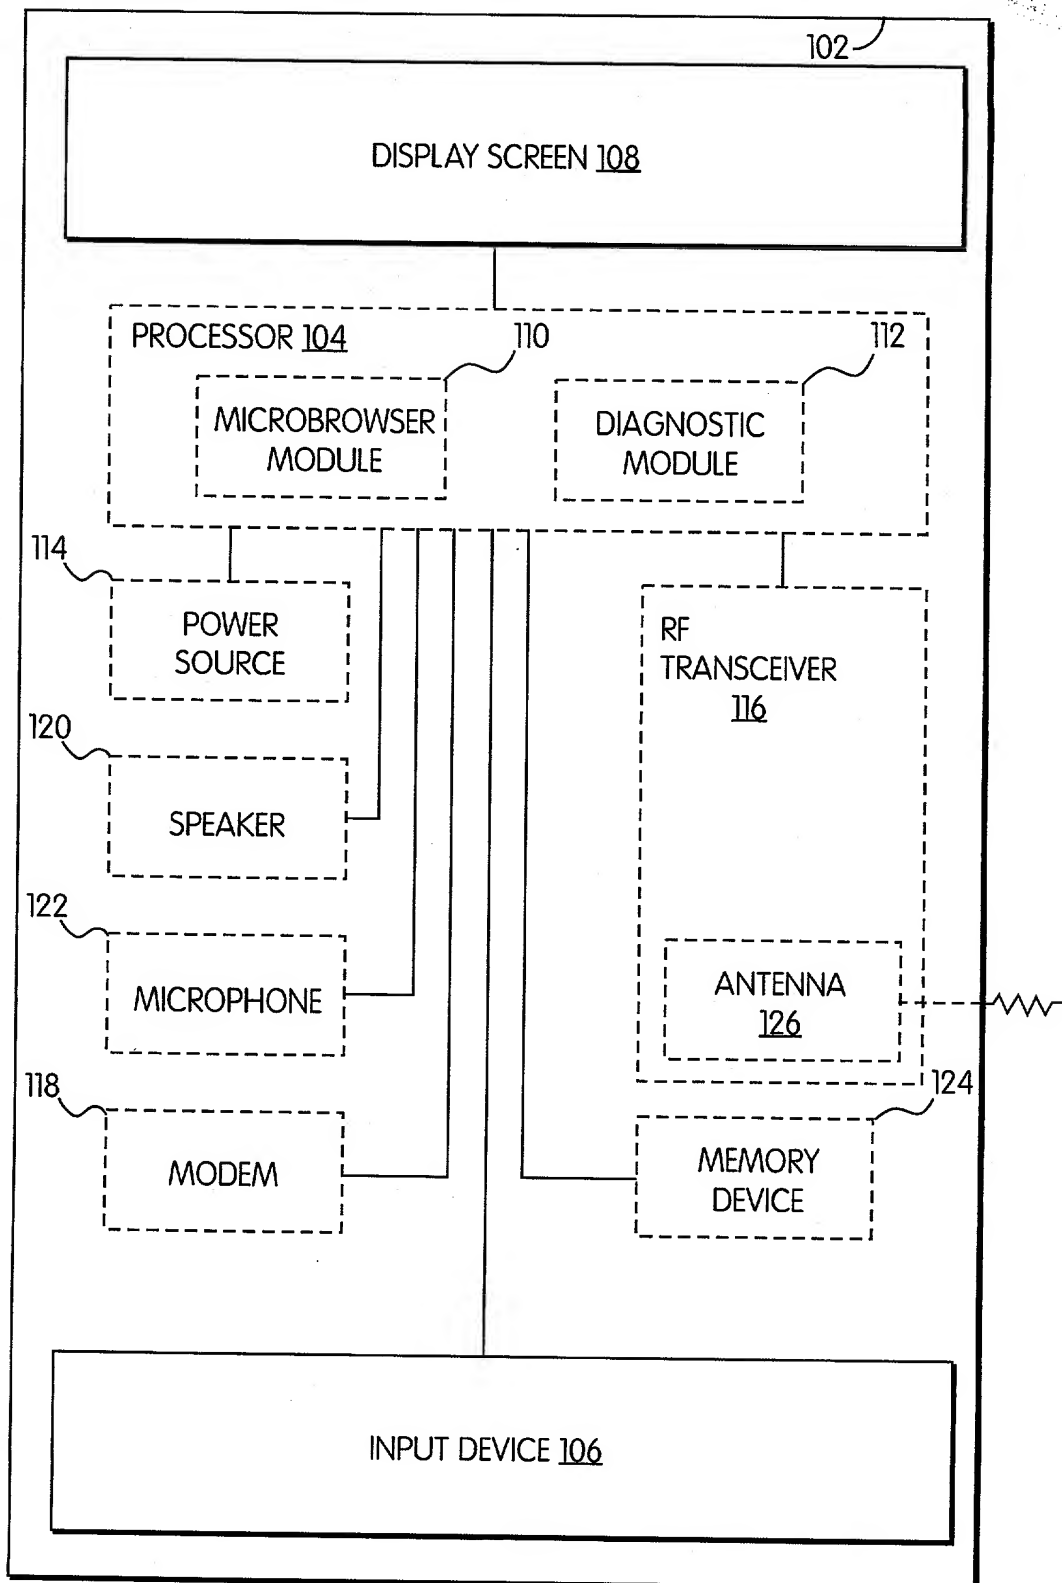 102
DISPLAY SCREEN 108
PROCESSOR 104
110
112
MICROBROWSER
MODULE
DIAGNOSTIC
MODULE
114
POWER
SOURCE
RF
TRANSCEIVER
116
120
SPEAKER
122
MICROPHONE
ANTENNA
126
118
MODEM
124
MEMORY
DEVICE
INPUT DEVICE 106